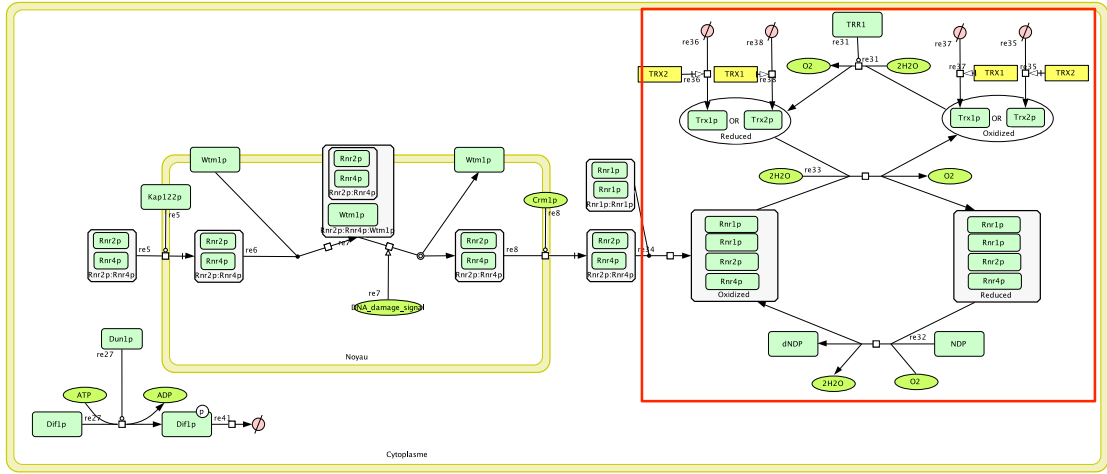 TRR1
re36
re38
re31
re37
re35
O2
re31
2H2O
TRX2
TRX1
re36
re38
re37
TRX1
re35
TRX2
Trx1p
OR
Trx2p
Reduced
Trx1p
OR
Trx2p
Oxidized
Wtm1p
Rnr2p
Rnr4p
Rnr2p:Rnr4p
Wtm1p
Rnr2p:Rnr4p:Wtm1p
Wtm1p
Rnr1p
Rnr1p
Rnr1p:Rnr1p
2H2O
re33
O2
Kap122p
re5
Crm1p
re8
Rnr2p
Rnr4p
Rnr2p:Rnr4p
re5
Rnr2p
Rnr4p
Rnr2p:Rnr4p
re6
re7
Rnr2p
Rnr4p
Rnr2p:Rnr4p
re8
Rnr2p
Rnr4p
Rnr2p:Rnr4p
re34
Rnr1p
Rnr1p
Rnr2p
Rnr4p
Oxidized
Rnr1p
Rnr1p
Rnr2p
Rnr4p
Reduced
re7
DNA_damage_signal
Dun1p
re27
Noyau
dNDP
re32
NDP
2H2O
O2
ATP
ADP
Dif1p
re27
Dif1p
p
re41
Cytoplasme